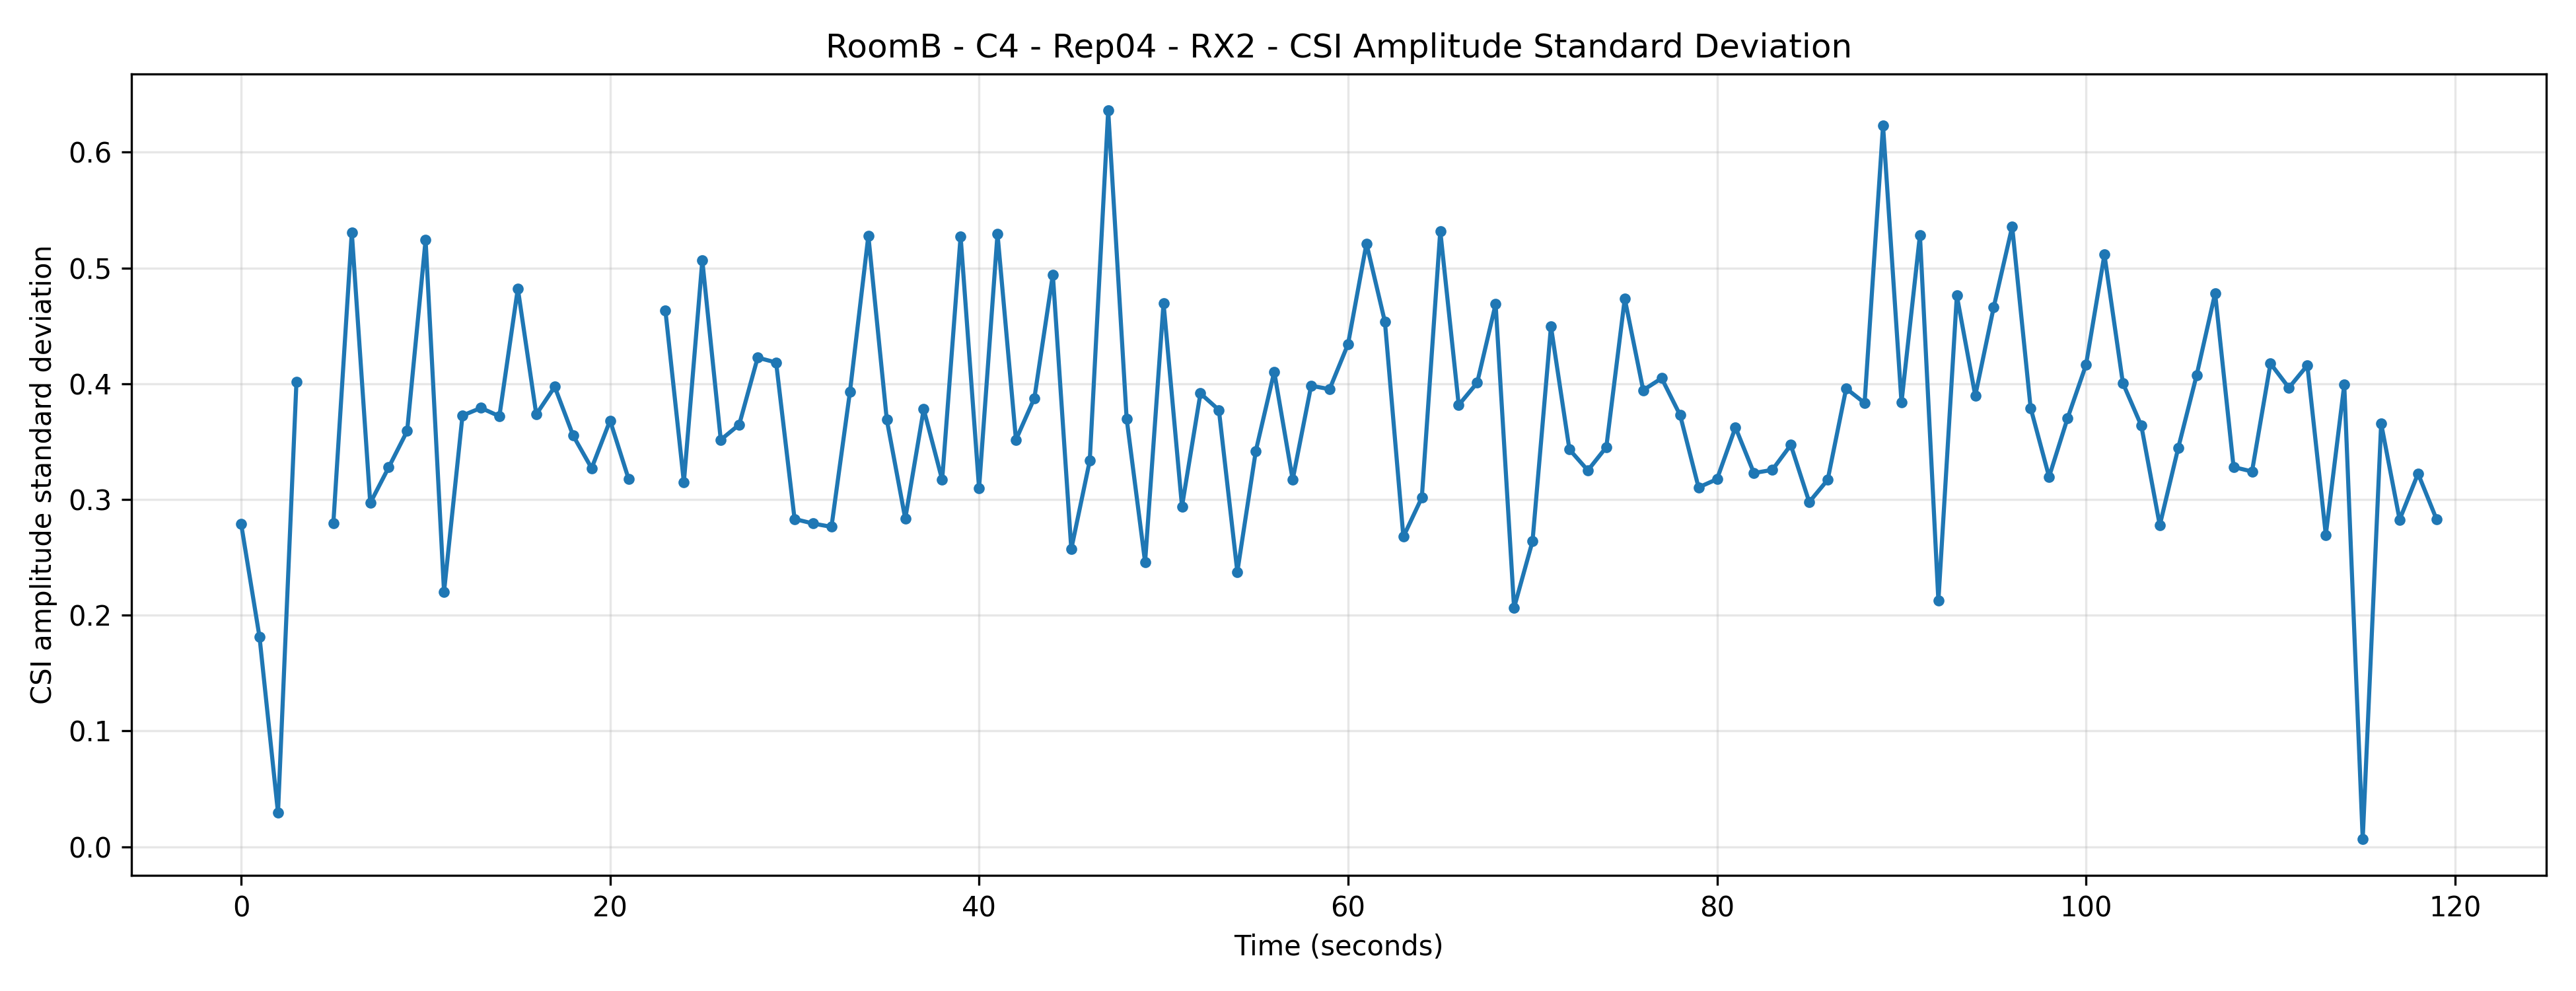 RoomB - C4 - Rep04 - RX2 - CSI Amplitude Standard Deviation
CSI amplitude standard deviation
0.6
0.5
0.4
0.3
0.2
0.1
0.0
0 20 40 60 80 100 120
Time (seconds)